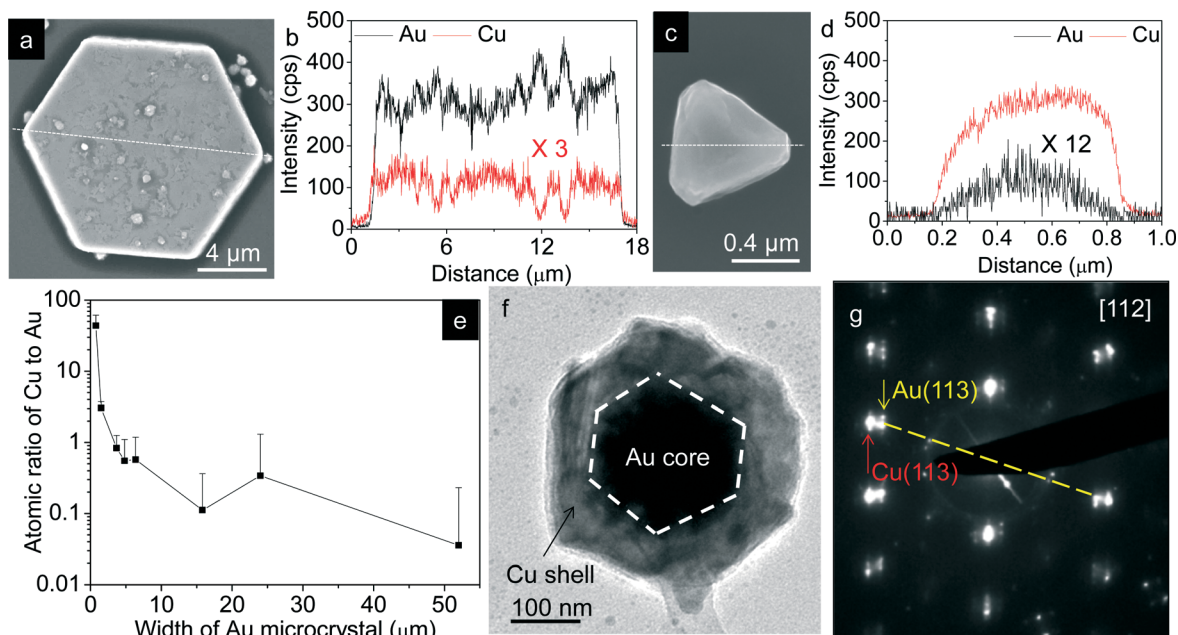 a
4 μm
b
500
400
300
200
100
0
Au
Cu
X 3
Intensity (cps)
0
6
12
18
Distance (μm)
c
0.4 μm
d
500
400
300
200
100
0
Au
Cu
X 12
Intensity (cps)
0.0
0.2
0.4
0.6
0.8
1.0
Distance (μm)
e
100
10
1
0.1
0.01
Atomic ratio of Cu to Au
0
10
20
30
40
50
Width of Au microcrystal (μm)
f
Au core
Cu shell
100 nm
g
[112]
Au(113)
Cu(113)